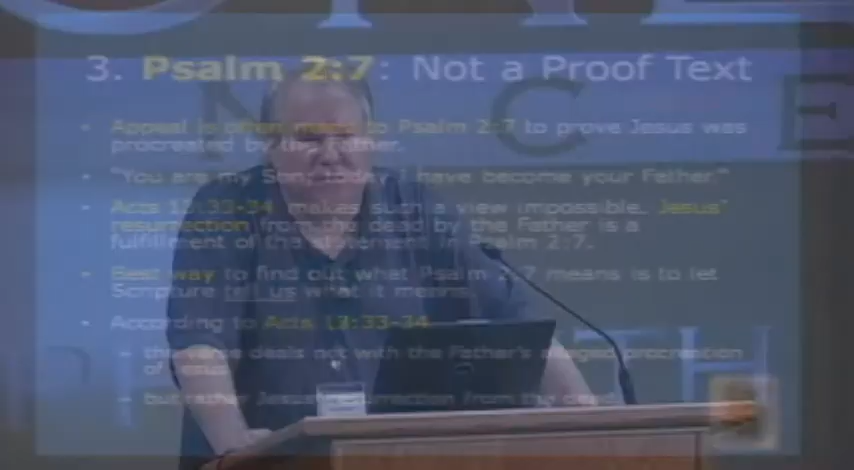 3. Psalm 2:7: Not a Proof Text
• Appeal is often made to Psalm 2:7 to prove Jesus was
procreated by the Father.
• "You are my Son; today I have become your Father."
• Acts 13:33-34 makes such a view impossible. Jesus'
resurrection from the dead by the Father is a
fulfillment of the statement in Psalm 2:7.
• Best way to find out what Psalm 2:7 means is to let
Scripture tell us what it means.
• According to Acts 13:33-34
– the verse deals not with the Father's alleged procreation
of Jesus
– but rather Jesus' resurrection from the dead
N C E